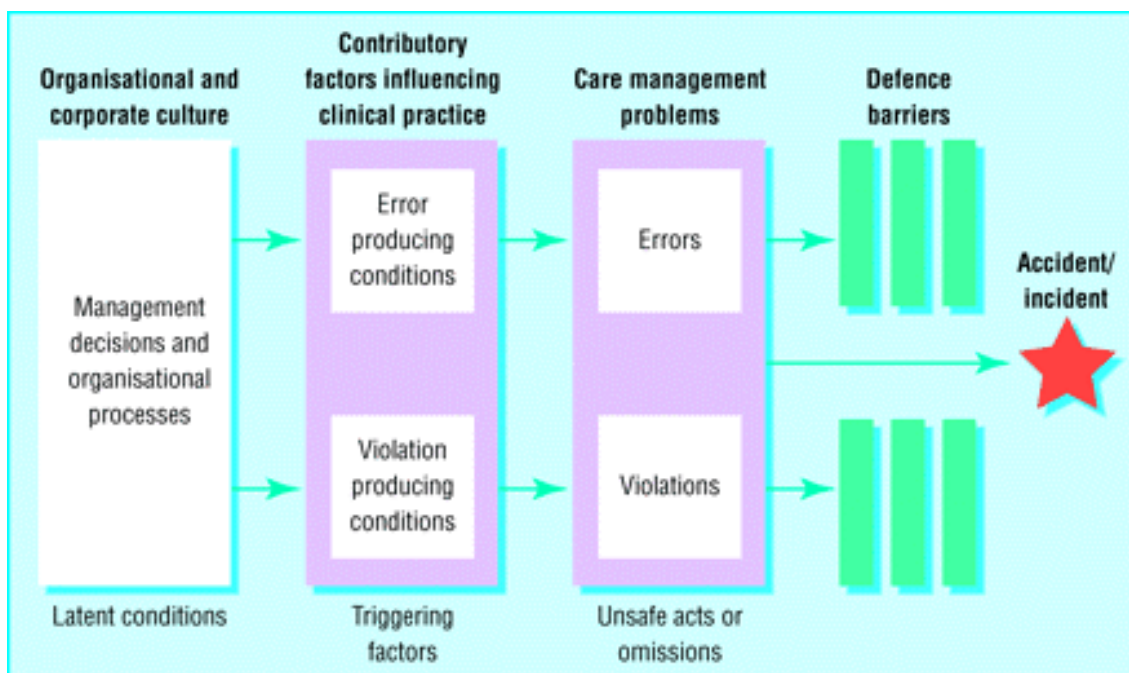 Organisational and
corporate culture
Contributory
factors influencing
clinical practice
Care management
problems
Defence
barriers
Management
decisions and
organisational
processes
Error
producing
conditions
Errors
Accident/
incident
Violation
producing
conditions
Violations
Latent conditions
Triggering
factors
Unsafe acts or
omissions